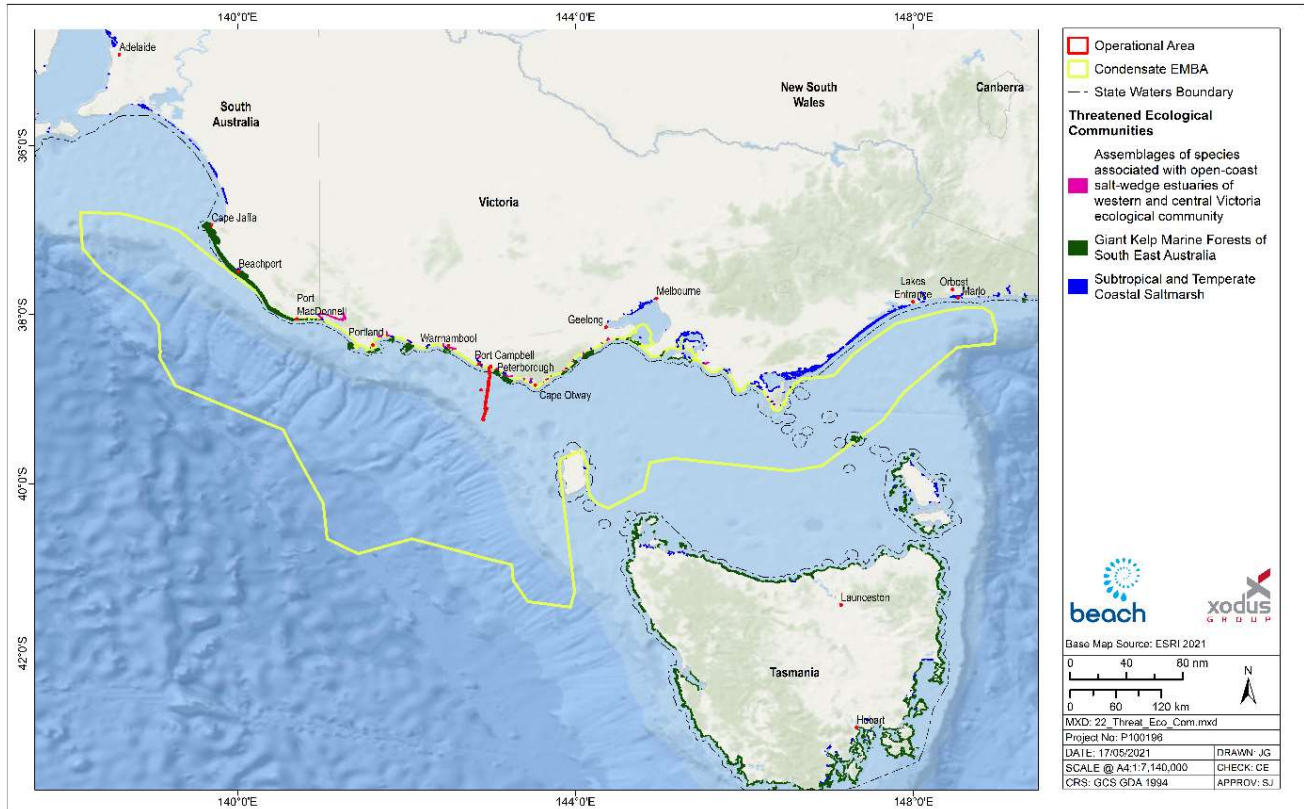 140°0'E
144°0'E
148°0'E
Adelaide
South
Australia
New South
Wales
Canberra
36°S
Victoria
Cape Jaffa
Beachport
Port
MacDonnell
Portland
Warrnambool
Port Campbell
Peterborough
Cape Otway
Geelong
Melbourne
Lakes
Entrance
Orbost
Marlo
38°0'S
40°0'S
42°0'S
Launceston
Tasmania
Hobart
140°0'E
144°0'E
148°0'E
Operational Area
Condensate EMBA
State Waters Boundary
Threatened Ecological
Communities
Assemblages of species
associated with open-coast
salt-wedge estuaries of
western and central Victoria
ecological community
Giant Kelp Marine Forests of
South East Australia
Subtropical and Temperate
Coastal Saltmarsh
beach
xodus
GROUP
Base Map Source: ESRI 2021
0 40 80 nm
0 60 120 km
N
MXD: 22_Threat_Eco_Com.mxd
Project No: P100196
DATE: 17/05/2021 DRAWN: JG
SCALE @ A4:1:7,140,000 CHECK: CE
CRS: GCS GDA 1994 APPROV: SJ